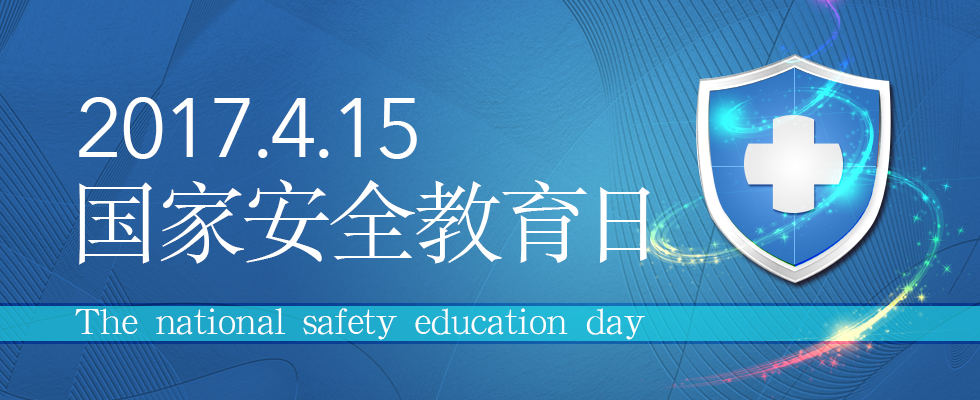 2017.4.15
国家安全教育日
The national safety education day